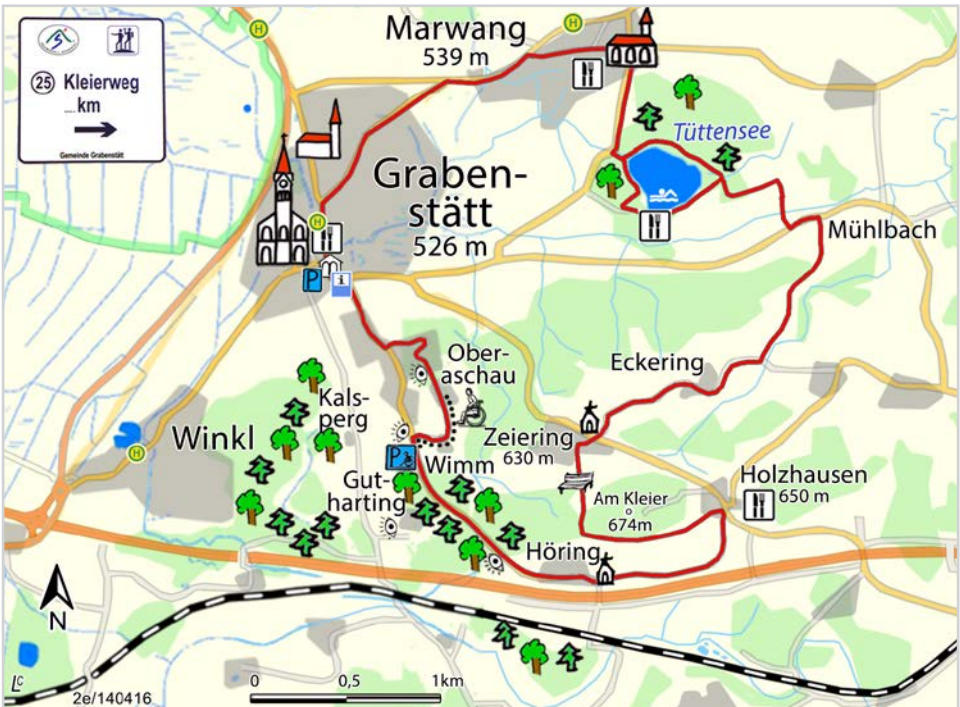 25 Kleierweg
... km
Gemeinde Grabenstätt
H
H
Marwang
539 m
Tüttensee
Graben-
stätt
526 m
H
P
i
Mühlbach
Ober-
aschau
Eckering
Kals-
perg
Winkl
H
Zeiering
630 m
P
Wimm
Gut-
harting
Holzhausen
650 m
Am Kleier
674m
Höring
N
0 0,5 1km
Lc
2e/140416